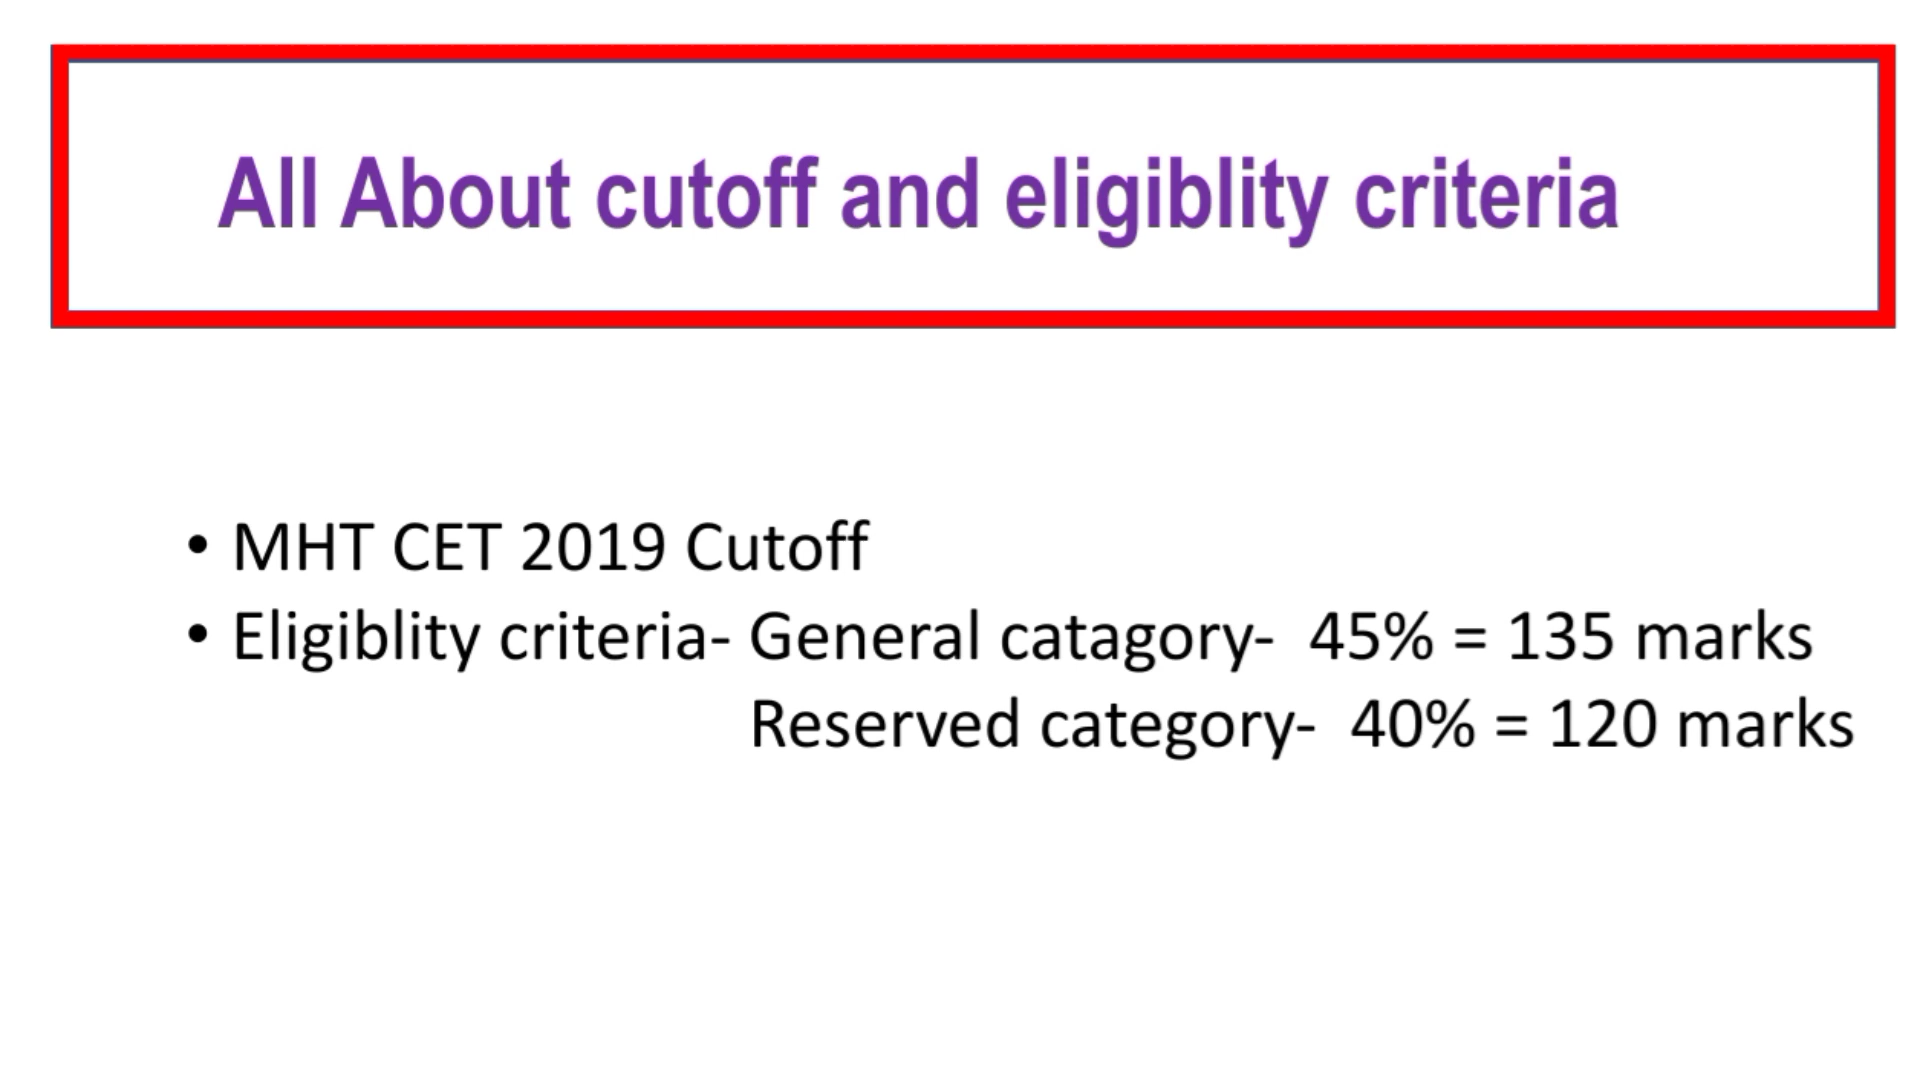 All About cutoff and eligiblity criteria
• MHT CET 2019 Cutoff
• Eligiblity criteria- General catagory-  45% = 135 marks
Reserved category-  40% = 120 marks